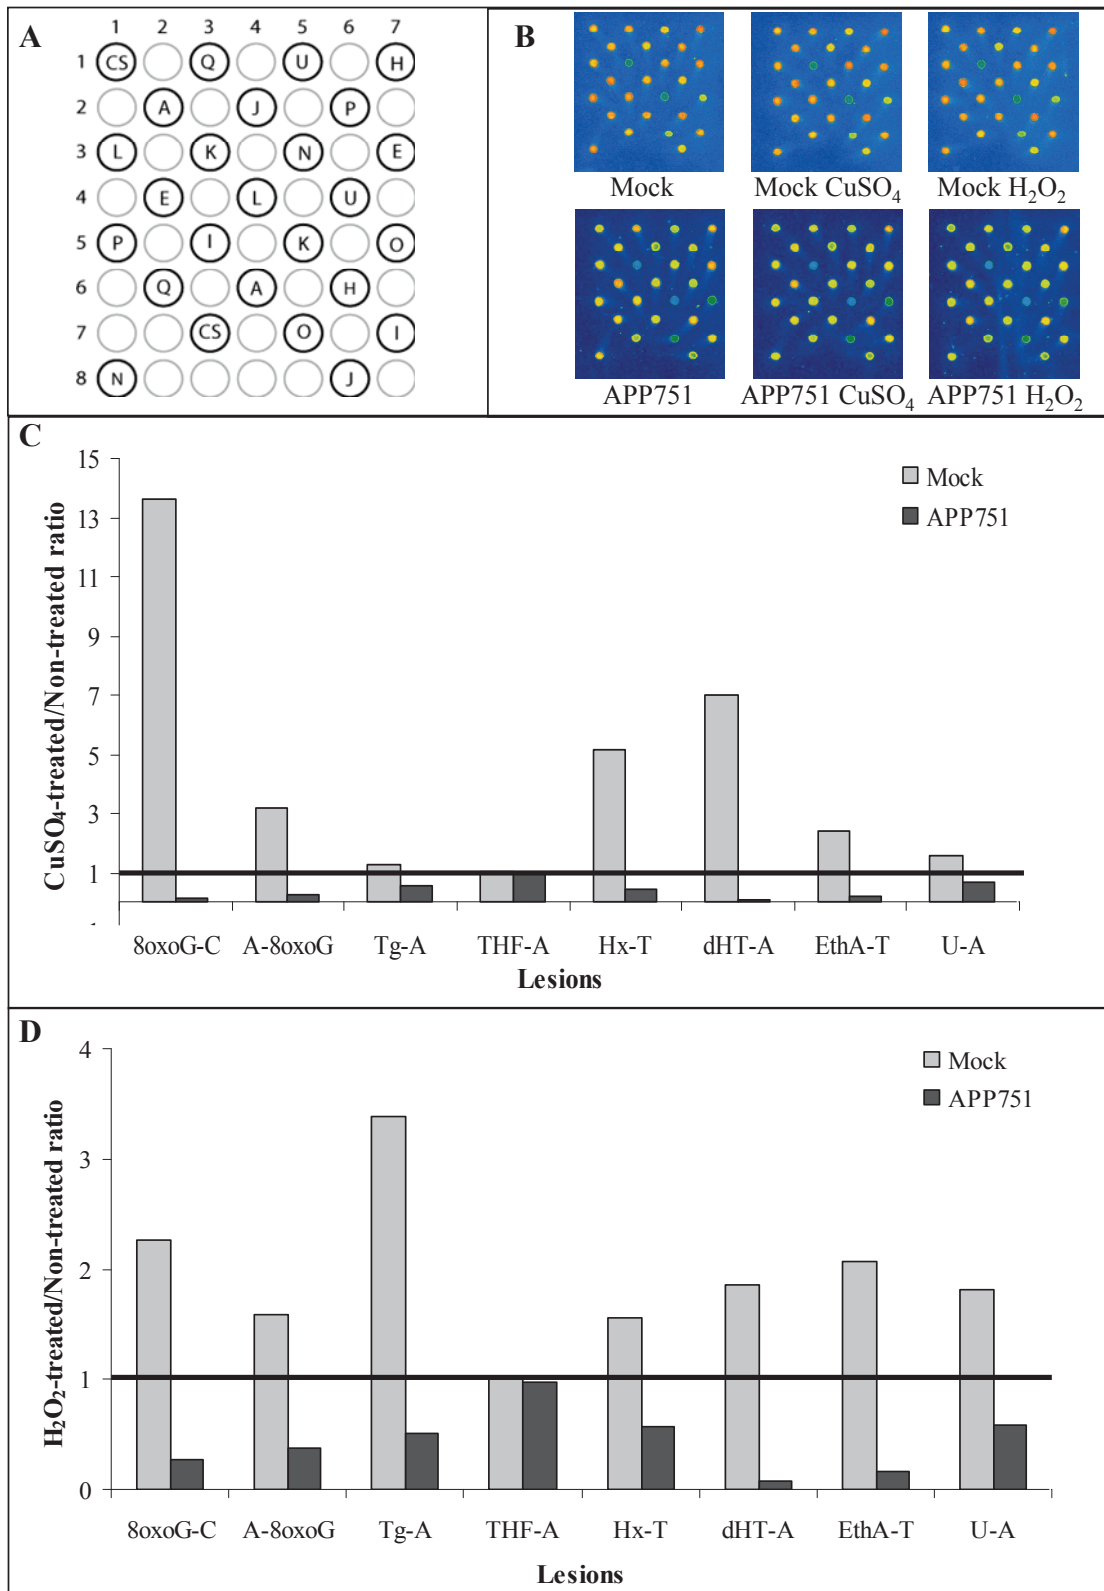 A
1 2 3 4 5 6 7
1 CS Q U H
2 A J P
3 L K N E
4 E L U
5 P I K O
6 Q A H
7 CS O I
8 N J
B
Mock Mock CuSO₄ Mock H₂O₂
APP751 APP751 CuSO₄ APP751 H₂O₂
C
CuSO₄-treated/Non-treated ratio
15
13
11
9
7
5
3
1
Mock
APP751
8oxoG-C A-8oxoG Tg-A THF-A Hx-T dHT-A EthA-T U-A
Lesions
D
H₂O₂-treated/Non-treated ratio
4
3
2
1
0
Mock
APP751
8oxoG-C A-8oxoG Tg-A THF-A Hx-T dHT-A EthA-T U-A
Lesions